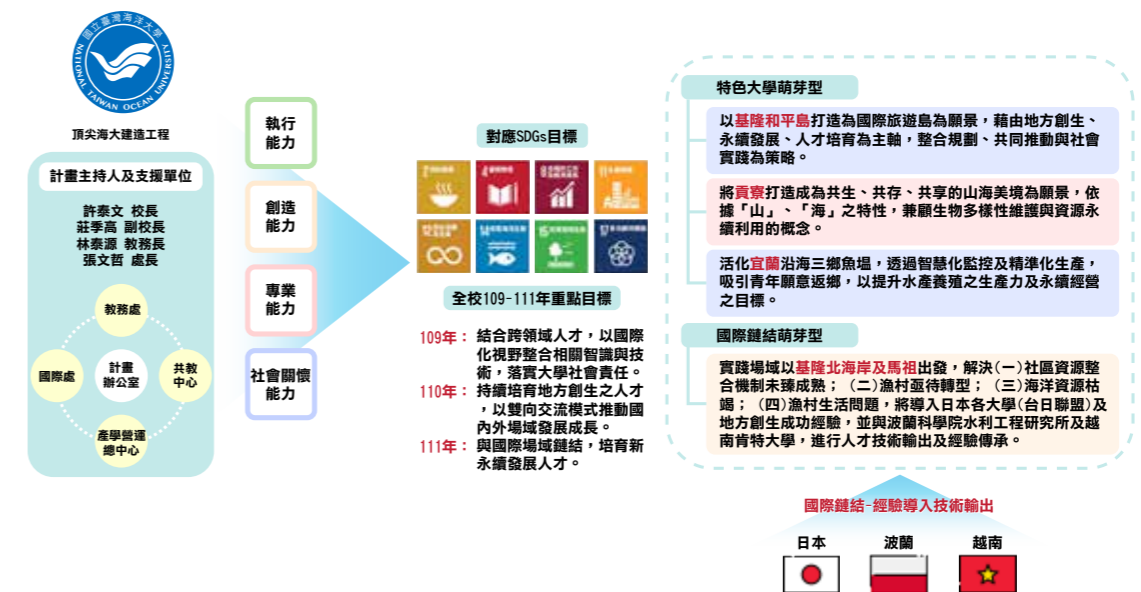 國立臺灣海洋大學
NATIONAL TAIWAN OCEAN UNIVERSITY
頂尖海大建造工程
計畫主持人及支援單位
許泰文 校長
莊季高 副校長
林泰源 教務長
張文哲 處長
教務處
國際處
計畫
辦公室
共教
中心
產學營運
總中心
執行
能力
創造
能力
專業
能力
社會關懷
能力
對應SDGs目標
2
4
8
11
12
14
15
17
全校109-111年重點目標
109年： 結合跨領域人才，以國際
化視野整合相關智識與技
術，落實大學社會責任。
110年： 持續培育地方創生之人才
，以雙向交流模式推動國
內外場域發展成長。
111年： 與國際場域鏈結，培育新
永續發展人才。
特色大學萌芽型
以基隆和平島打造為國際旅遊島為願景，藉由地方創生、
永續發展、人才培育為主軸，整合規劃、共同推動與社會
實踐為策略。
將貢寮打造成為共生、共存、共享的山海美境為願景，依
據「山」、「海」之特性，兼顧生物多樣性維護與資源永
續利用的概念。
活化宜蘭沿海三鄉魚塭，透過智慧化監控及精準化生產，
吸引青年願意返鄉，以提升水產養殖之生產力及永續經營
之目標。
國際鏈結萌芽型
實踐場域以基隆北海岸及馬祖出發，解決(一)社區資源整
合機制未臻成熟；(二)漁村亟待轉型；(三)海洋資源枯
竭；(四)漁村生活問題，將導入日本各大學(台日聯盟)及
地方創生成功經驗，並與波蘭科學院水利工程研究所及越
南肯特大學，進行人才技術輸出及經驗傳承。
國際鏈結-經驗導入技術輸出
日本
波蘭
越南